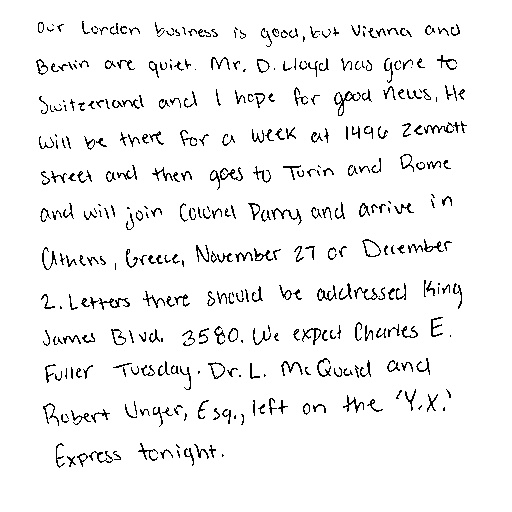 Our London business is good, but Vienna and
Berlin are quiet. Mr. D. Lloyd has gone to
Switzerland and I hope for good news. He
will be there for a week at 1496 Zermott
Street and then goes to Turin and Rome
and will join Colonel Parry and arrive in
Athens, Greece, November 27 or December
2. Letters there should be addressed King
James Blvd. 3580. We expect Charles E.
Fuller Tuesday. Dr. L. McQuaid and
Robert Unger, Esq., left on the 'Y.X.'
Express tonight.